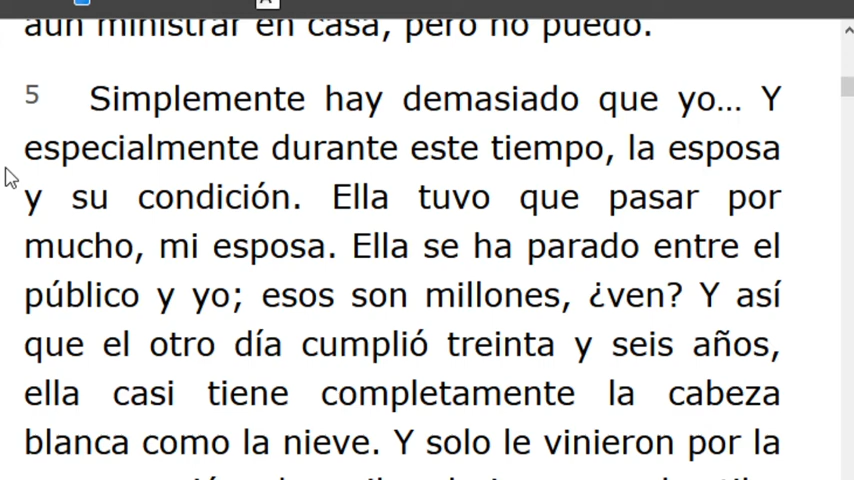 aún ministrar en casa, pero no puedo.
5 Simplemente hay demasiado que yo... Y
especialmente durante este tiempo, la esposa
y su condición. Ella tuvo que pasar por
mucho, mi esposa. Ella se ha parado entre el
público y yo; esos son millones, ¿ven? Y así
que el otro día cumplió treinta y seis años,
ella casi tiene completamente la cabeza
blanca como la nieve. Y solo le vinieron por la